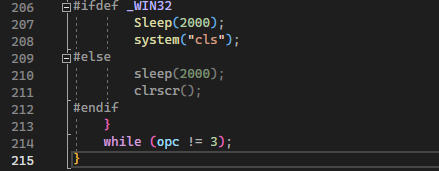 206 #ifdef _WIN32
207 Sleep(2000);
208 system("cls");
209 #else
210 sleep(2000);
211 clrscr();
212 #endif
213 }
214 while (opc != 3);
215 }